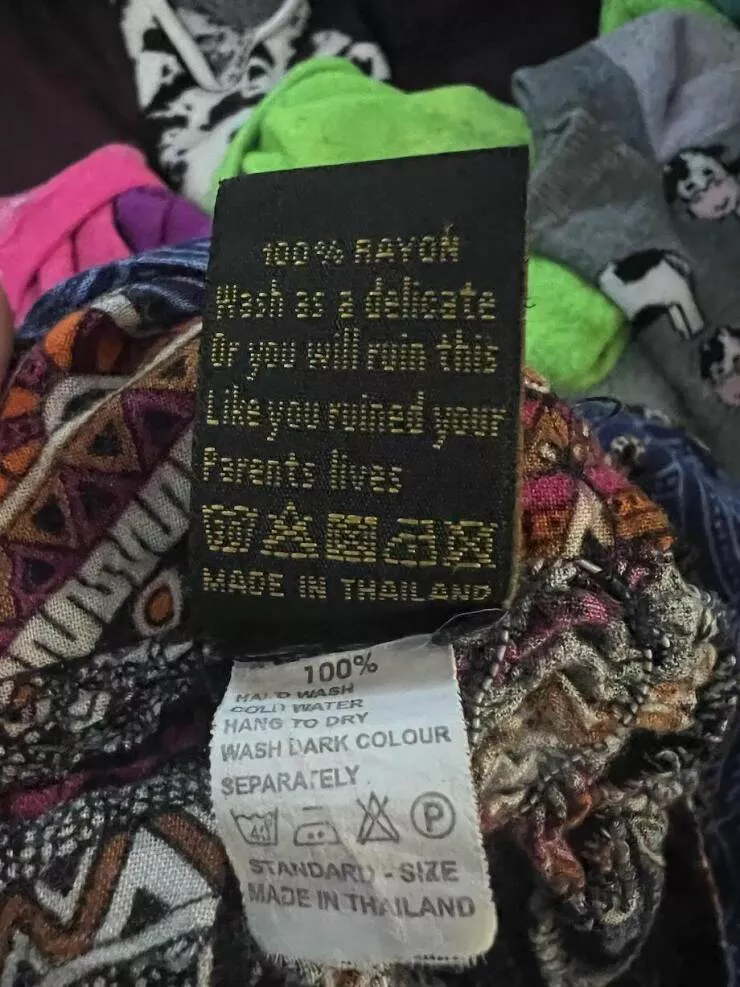 100% RAYON
Wash as a delicate
Or you will ruin this
Like you ruined your
Parents lives
MADE IN THAILAND
100%
HAND WASH
COLD WATER
HANG TO DRY
WASH DARK COLOUR
SEPARATELY
40
P
STANDARD - SIZE
MADE IN THAILAND